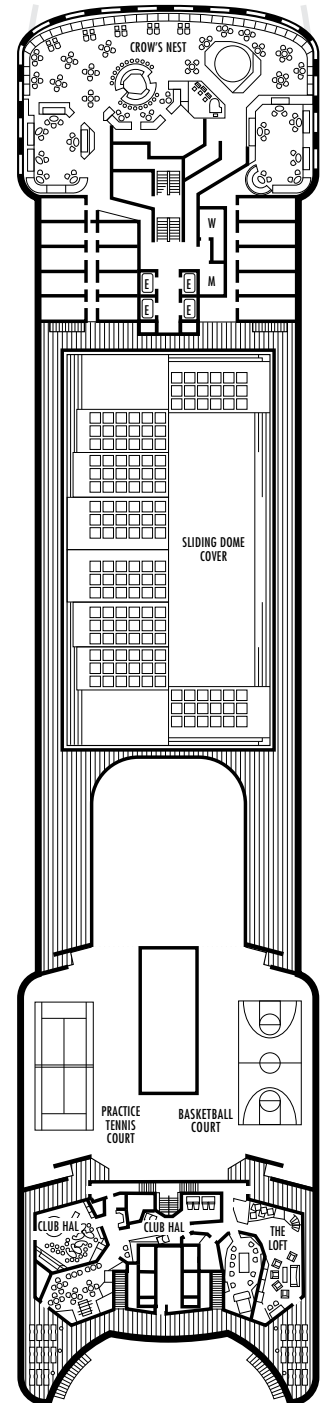 CROW'S NEST
W
M
E
E
E
E
SLIDING DOME
COVER
PRACTICE
TENNIS
COURT
BASKETBALL
COURT
CLUB HAL
CLUB HAL
THE
LOFT